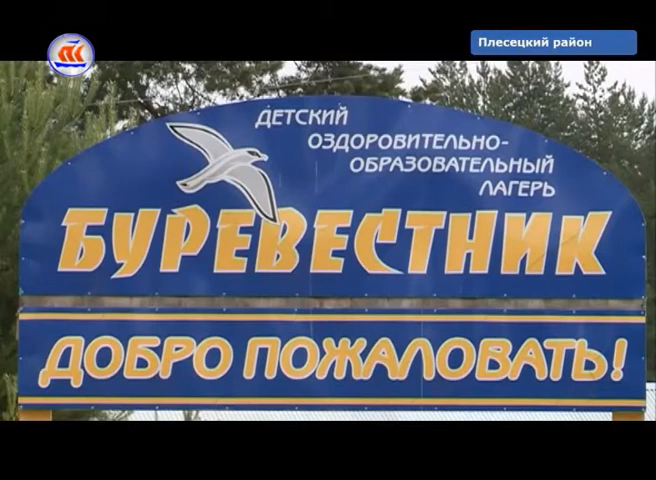 Плесецкий район
ДЕТСКИЙ
ОЗДОРОВИТЕЛЬНО-
ОБРАЗОВАТЕЛЬНЫЙ
ЛАГЕРЬ
БУРЕВЕСТНИК
ДОБРО ПОЖАЛОВАТЬ!